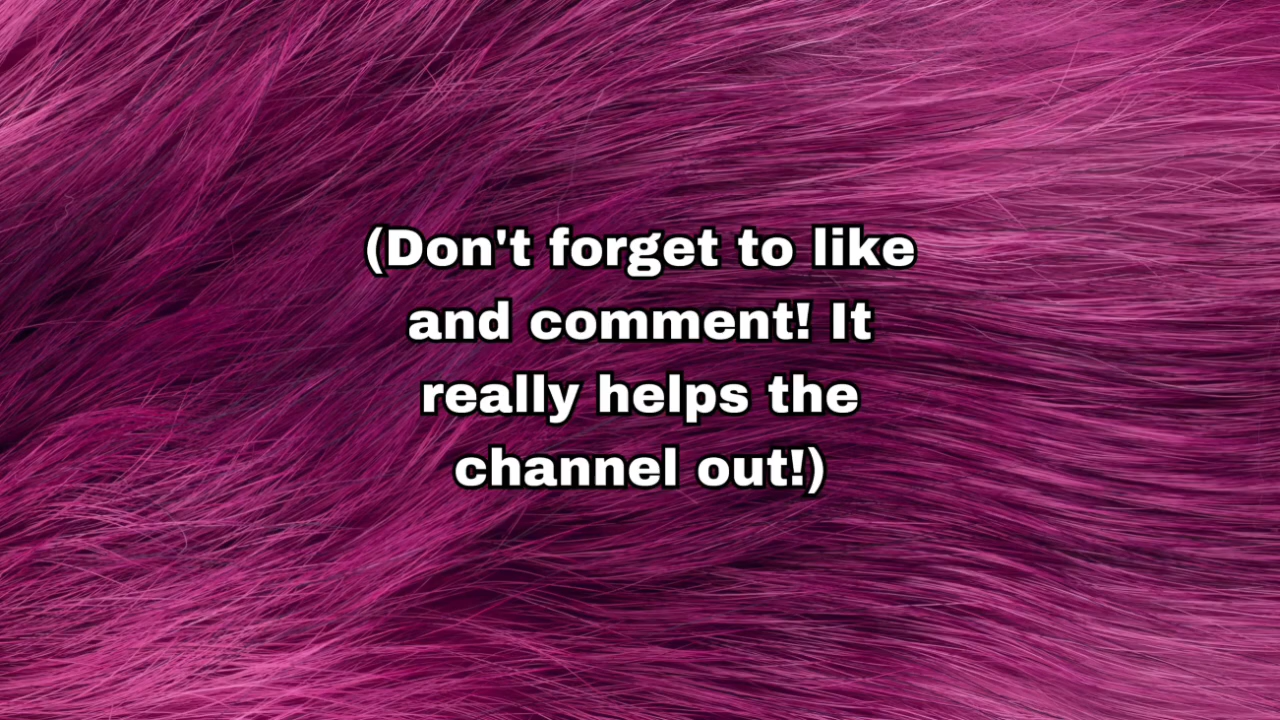 (Don't forget to like
and comment! It
really helps the
channel out!)